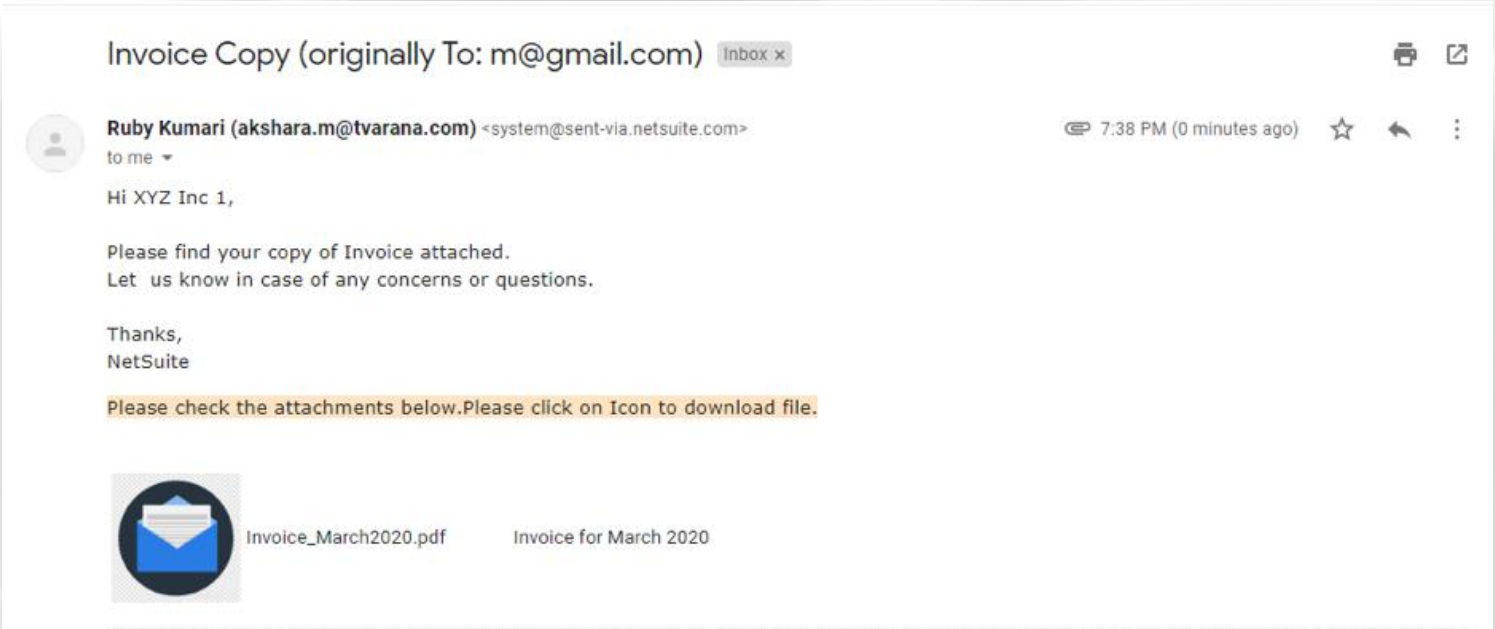 Invoice Copy (originally To: m@gmail.com) Inbox x
Ruby Kumari (akshara.m@tvarana.com) <system@sent-via.netsuite.com> 7:38 PM (0 minutes ago)
to me
Hi XYZ Inc 1,
Please find your copy of Invoice attached.
Let  us know in case of any concerns or questions.
Thanks,
NetSuite
Please check the attachments below.Please click on Icon to download file.
Invoice_March2020.pdf Invoice for March 2020